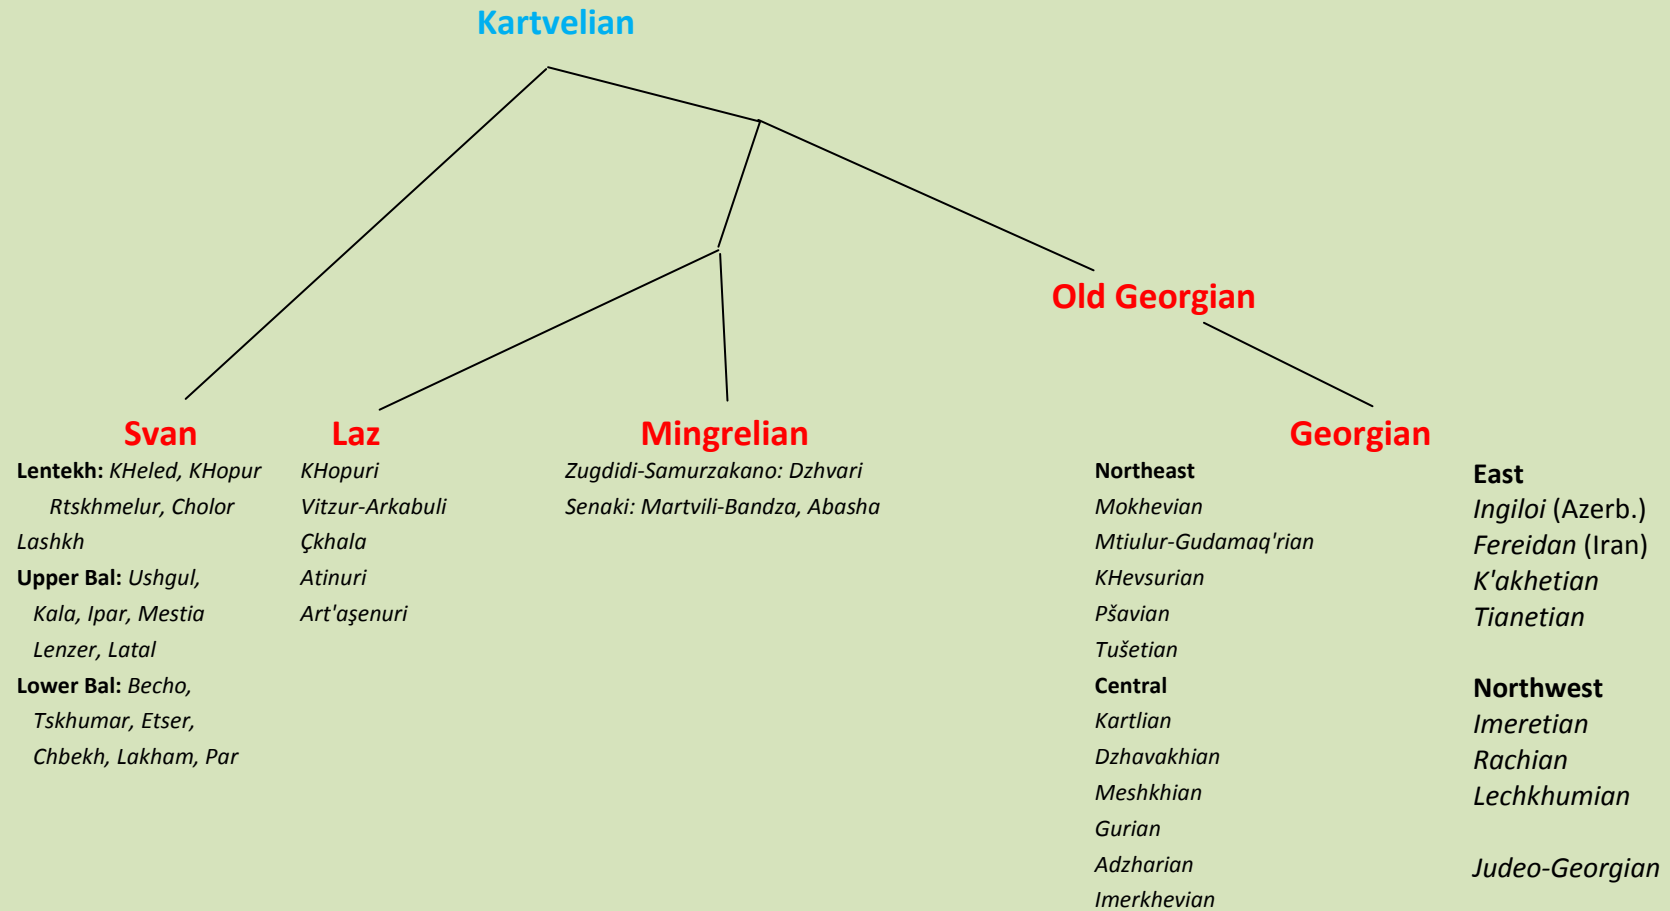 Kartvelian
Old Georgian
Svan
Lentekh: KHeled, KHopur
Rtskhmelur, Cholor
Lashkh
Upper Bal: Ushgul,
Kala, Ipar, Mestia
Lenzer, Latal
Lower Bal: Becho,
Tskhumar, Etser,
Chbekh, Lakham, Par
Laz
KHopuri
Vitzur-Arkabuli
Çkhala
Atinuri
Art'aşenuri
Mingrelian
Zugdidi-Samurzakano: Dzhvari
Senaki: Martvili-Bandza, Abasha
Georgian
Northeast
Mokhevian
Mtiulur-Gudamaq'rian
KHevsurian
Pšavian
Tušetian
Central
Kartlian
Dzhavakhian
Meshkhian
Gurian
Adzharian
Imerkhevian
East
Ingiloi (Azerb.)
Fereidan (Iran)
K'akhetian
Tianetian
Northwest
Imeretian
Rachian
Lechkhumian
Judeo-Georgian